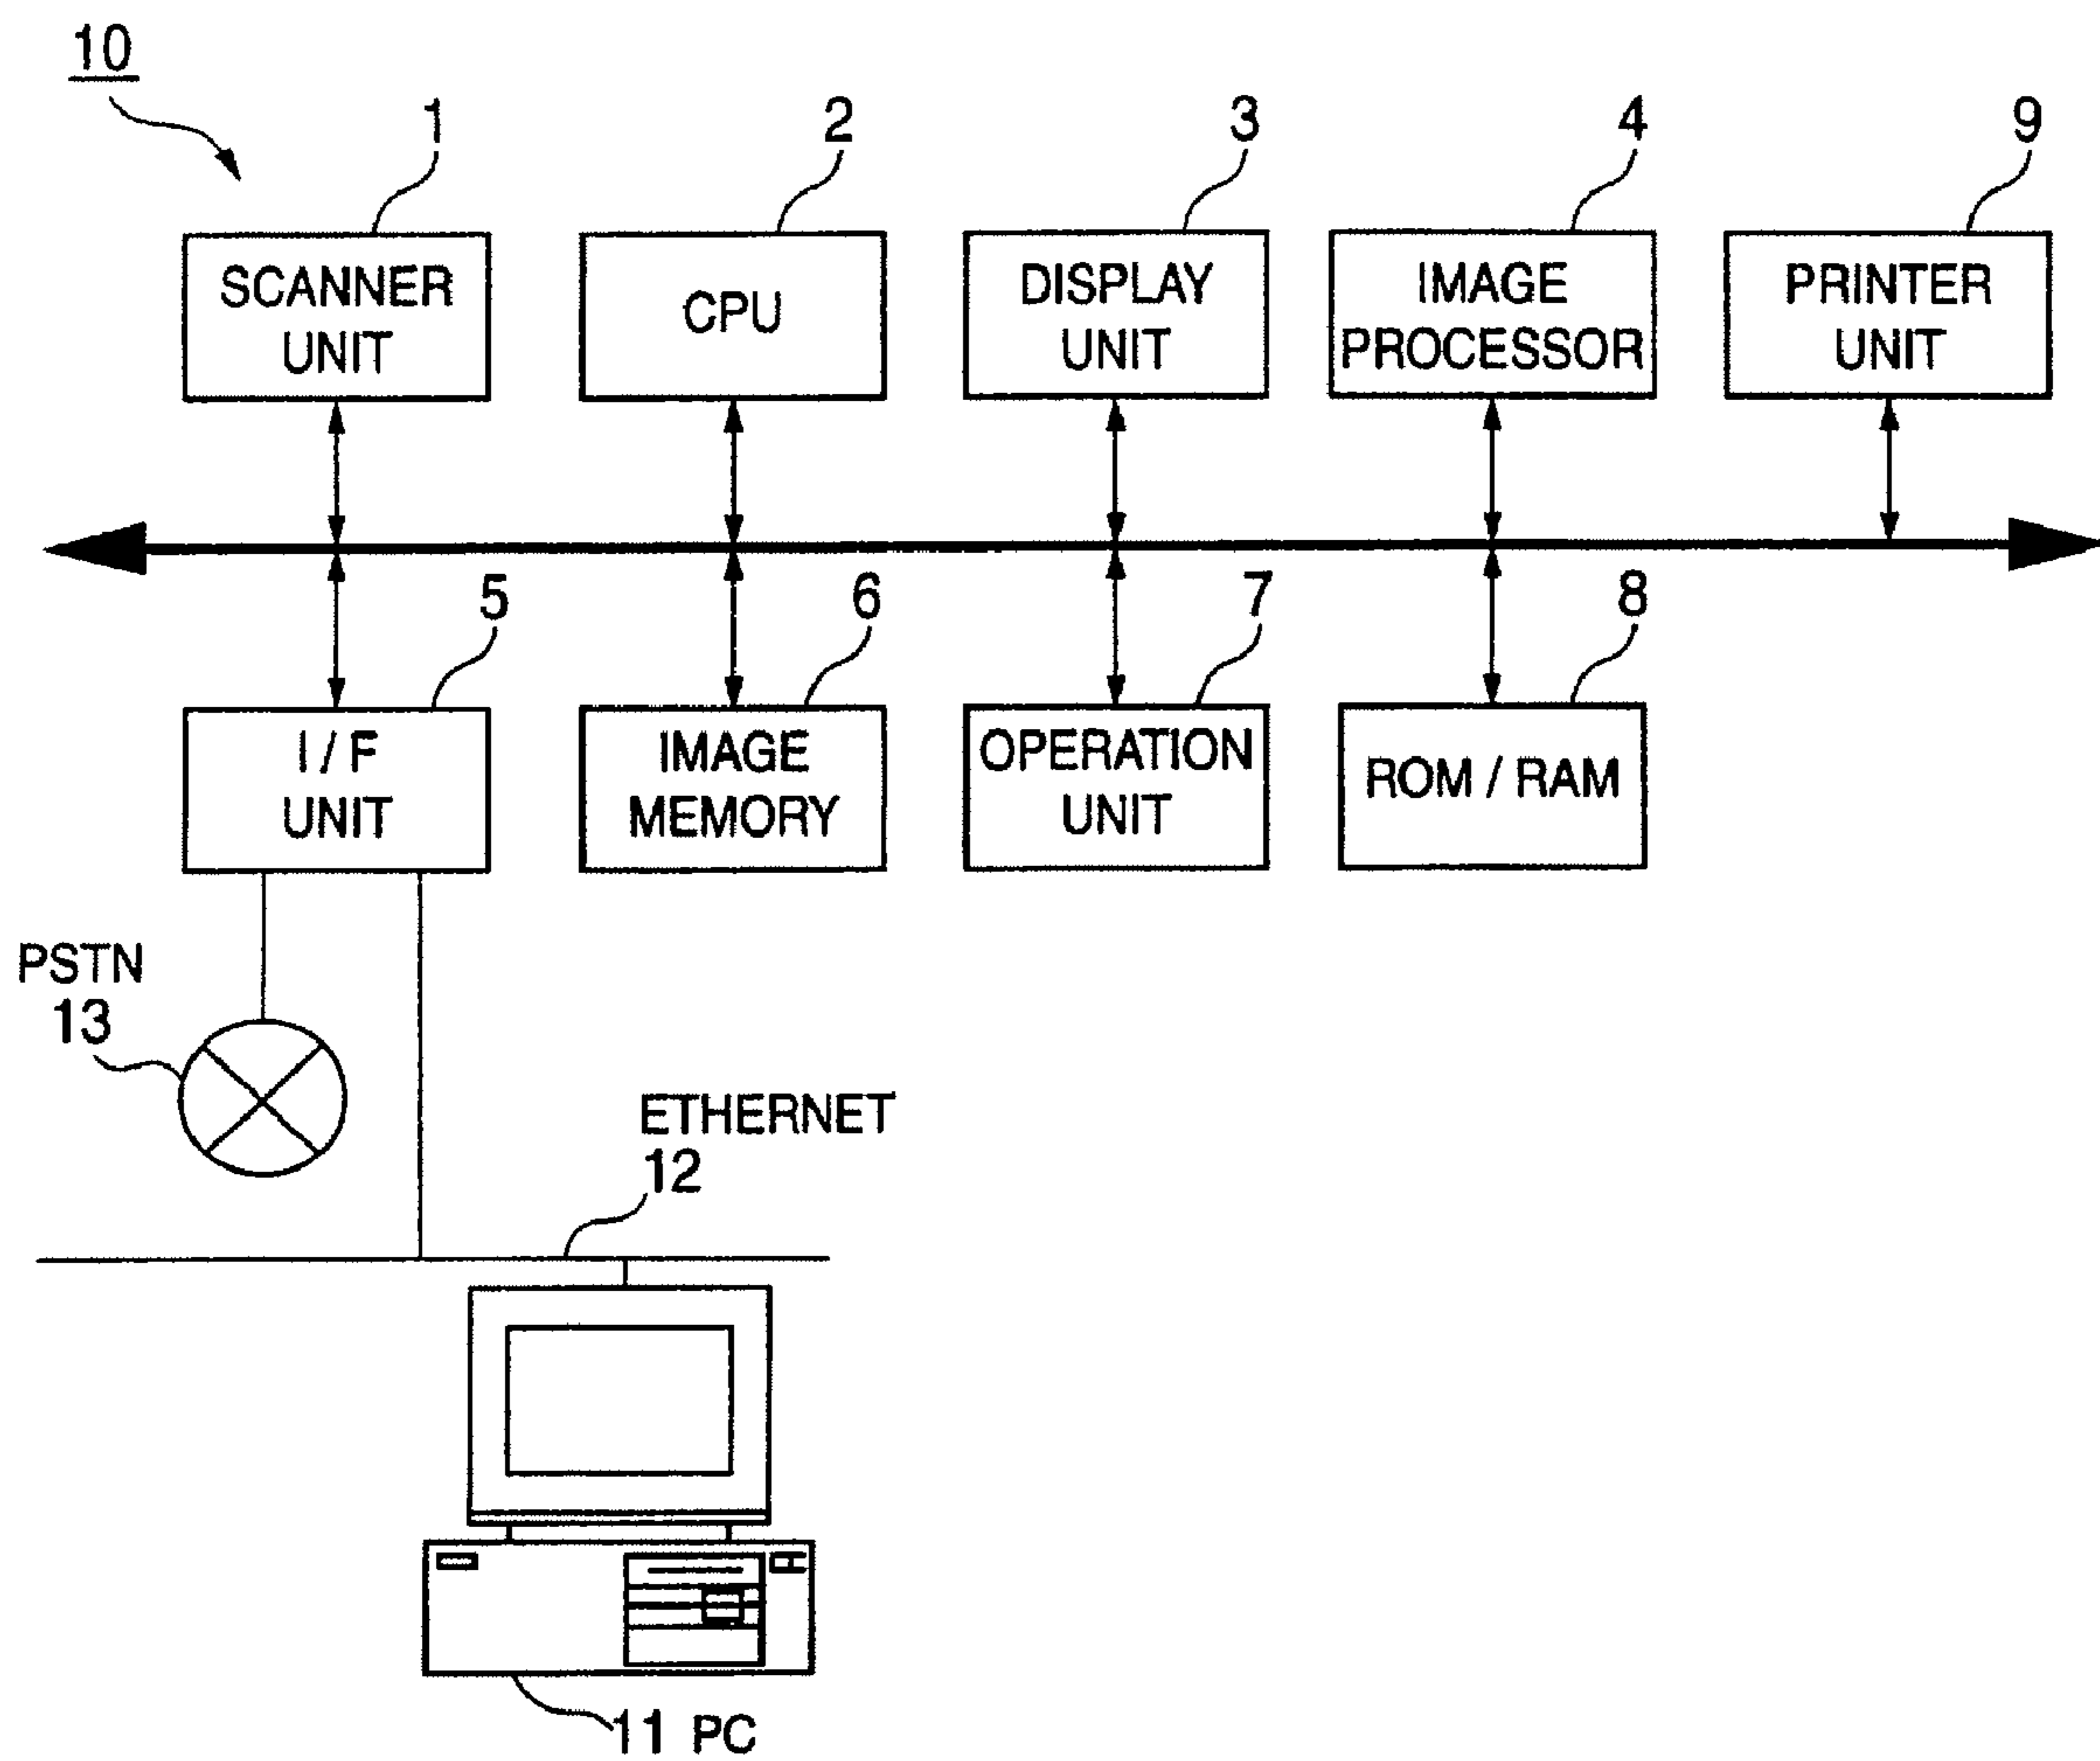 10
1
2
3
4
9
SCANNER
UNIT
CPU
DISPLAY
UNIT
IMAGE
PROCESSOR
PRINTER
UNIT
5
6
7
8
I / F
UNIT
IMAGE
MEMORY
OPERATION
UNIT
ROM / RAM
PSTN
13
ETHERNET
12
11 PC